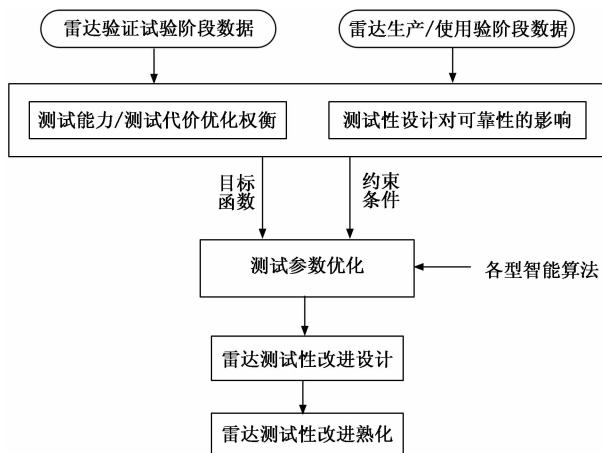 雷达验证试验阶段数据
雷达生产/使用验阶段数据
测试能力/测试代价优化权衡
测试性设计对可靠性的影响
目标
函数
约束
条件
测试参数优化
各型智能算法
雷达测试性改进设计
雷达测试性改进熟化